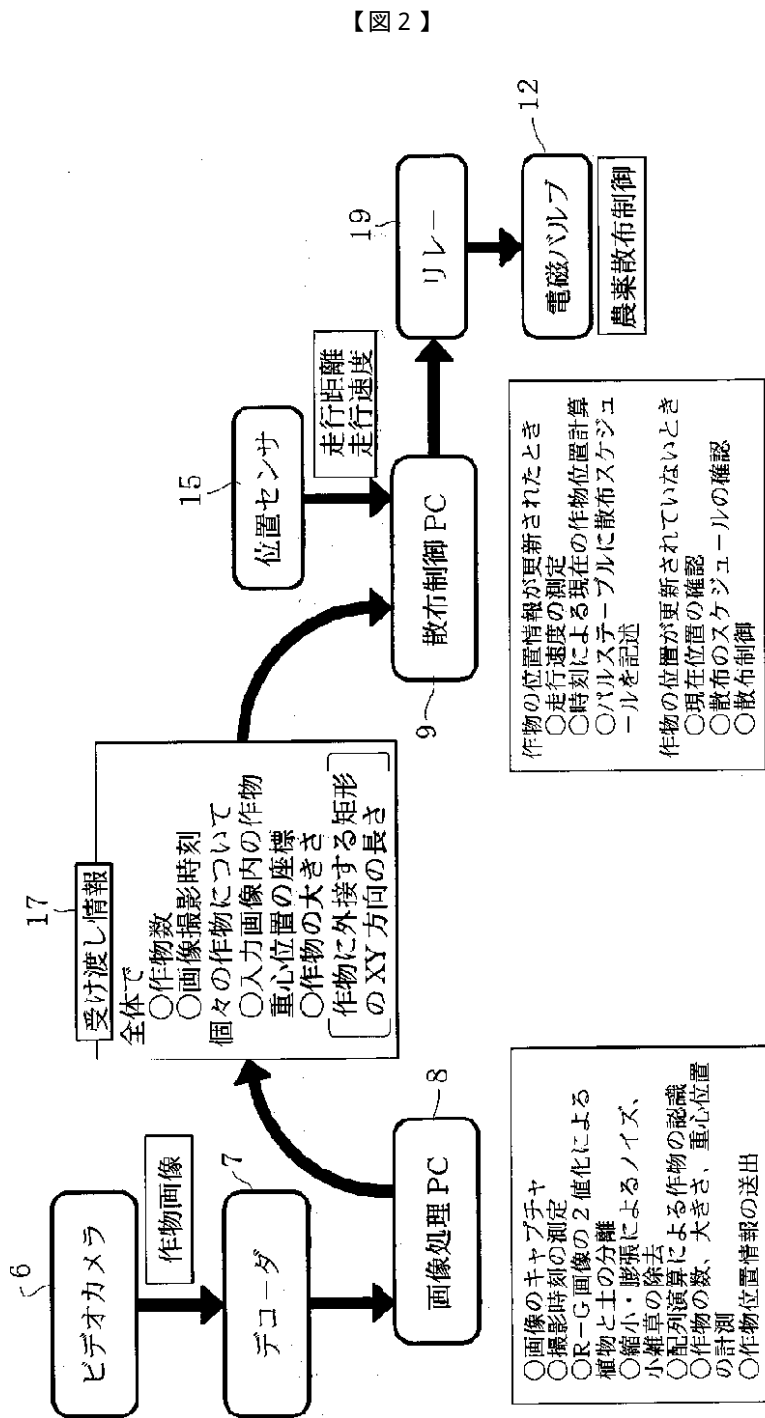 【図２】
6
ビデオカメラ
作物画像
7
デコーダ
8
画像処理PC
○画像のキャプチャ
○撮影時刻の測定
○R－G画像の２値化による
植物と土の分離
○縮小・膨張によるノイズ、
小雑草の除去
○配列演算による作物の認識
○作物の数、大きさ、重心位置
の計測
○作物位置情報の送出
17
受け渡し情報
全体で
○作物数
○画像撮影時刻
個々の作物について
○入力画像内の作物
重心位置の座標
○作物の大きさ
作物に外接する矩形
のXY方向の長さ
15
位置センサ
走行距離
走行速度
9
散布制御PC
作物の位置情報が更新されたとき
○走行速度の測定
○時刻による現在の作物位置計算
○パルステーブルに散布スケジュ
ールを記述
作物の位置が更新されていないとき
○現在位置の確認
○散布のスケジュールの確認
○散布制御
19
リレー
12
電磁バルブ
農薬散布制御